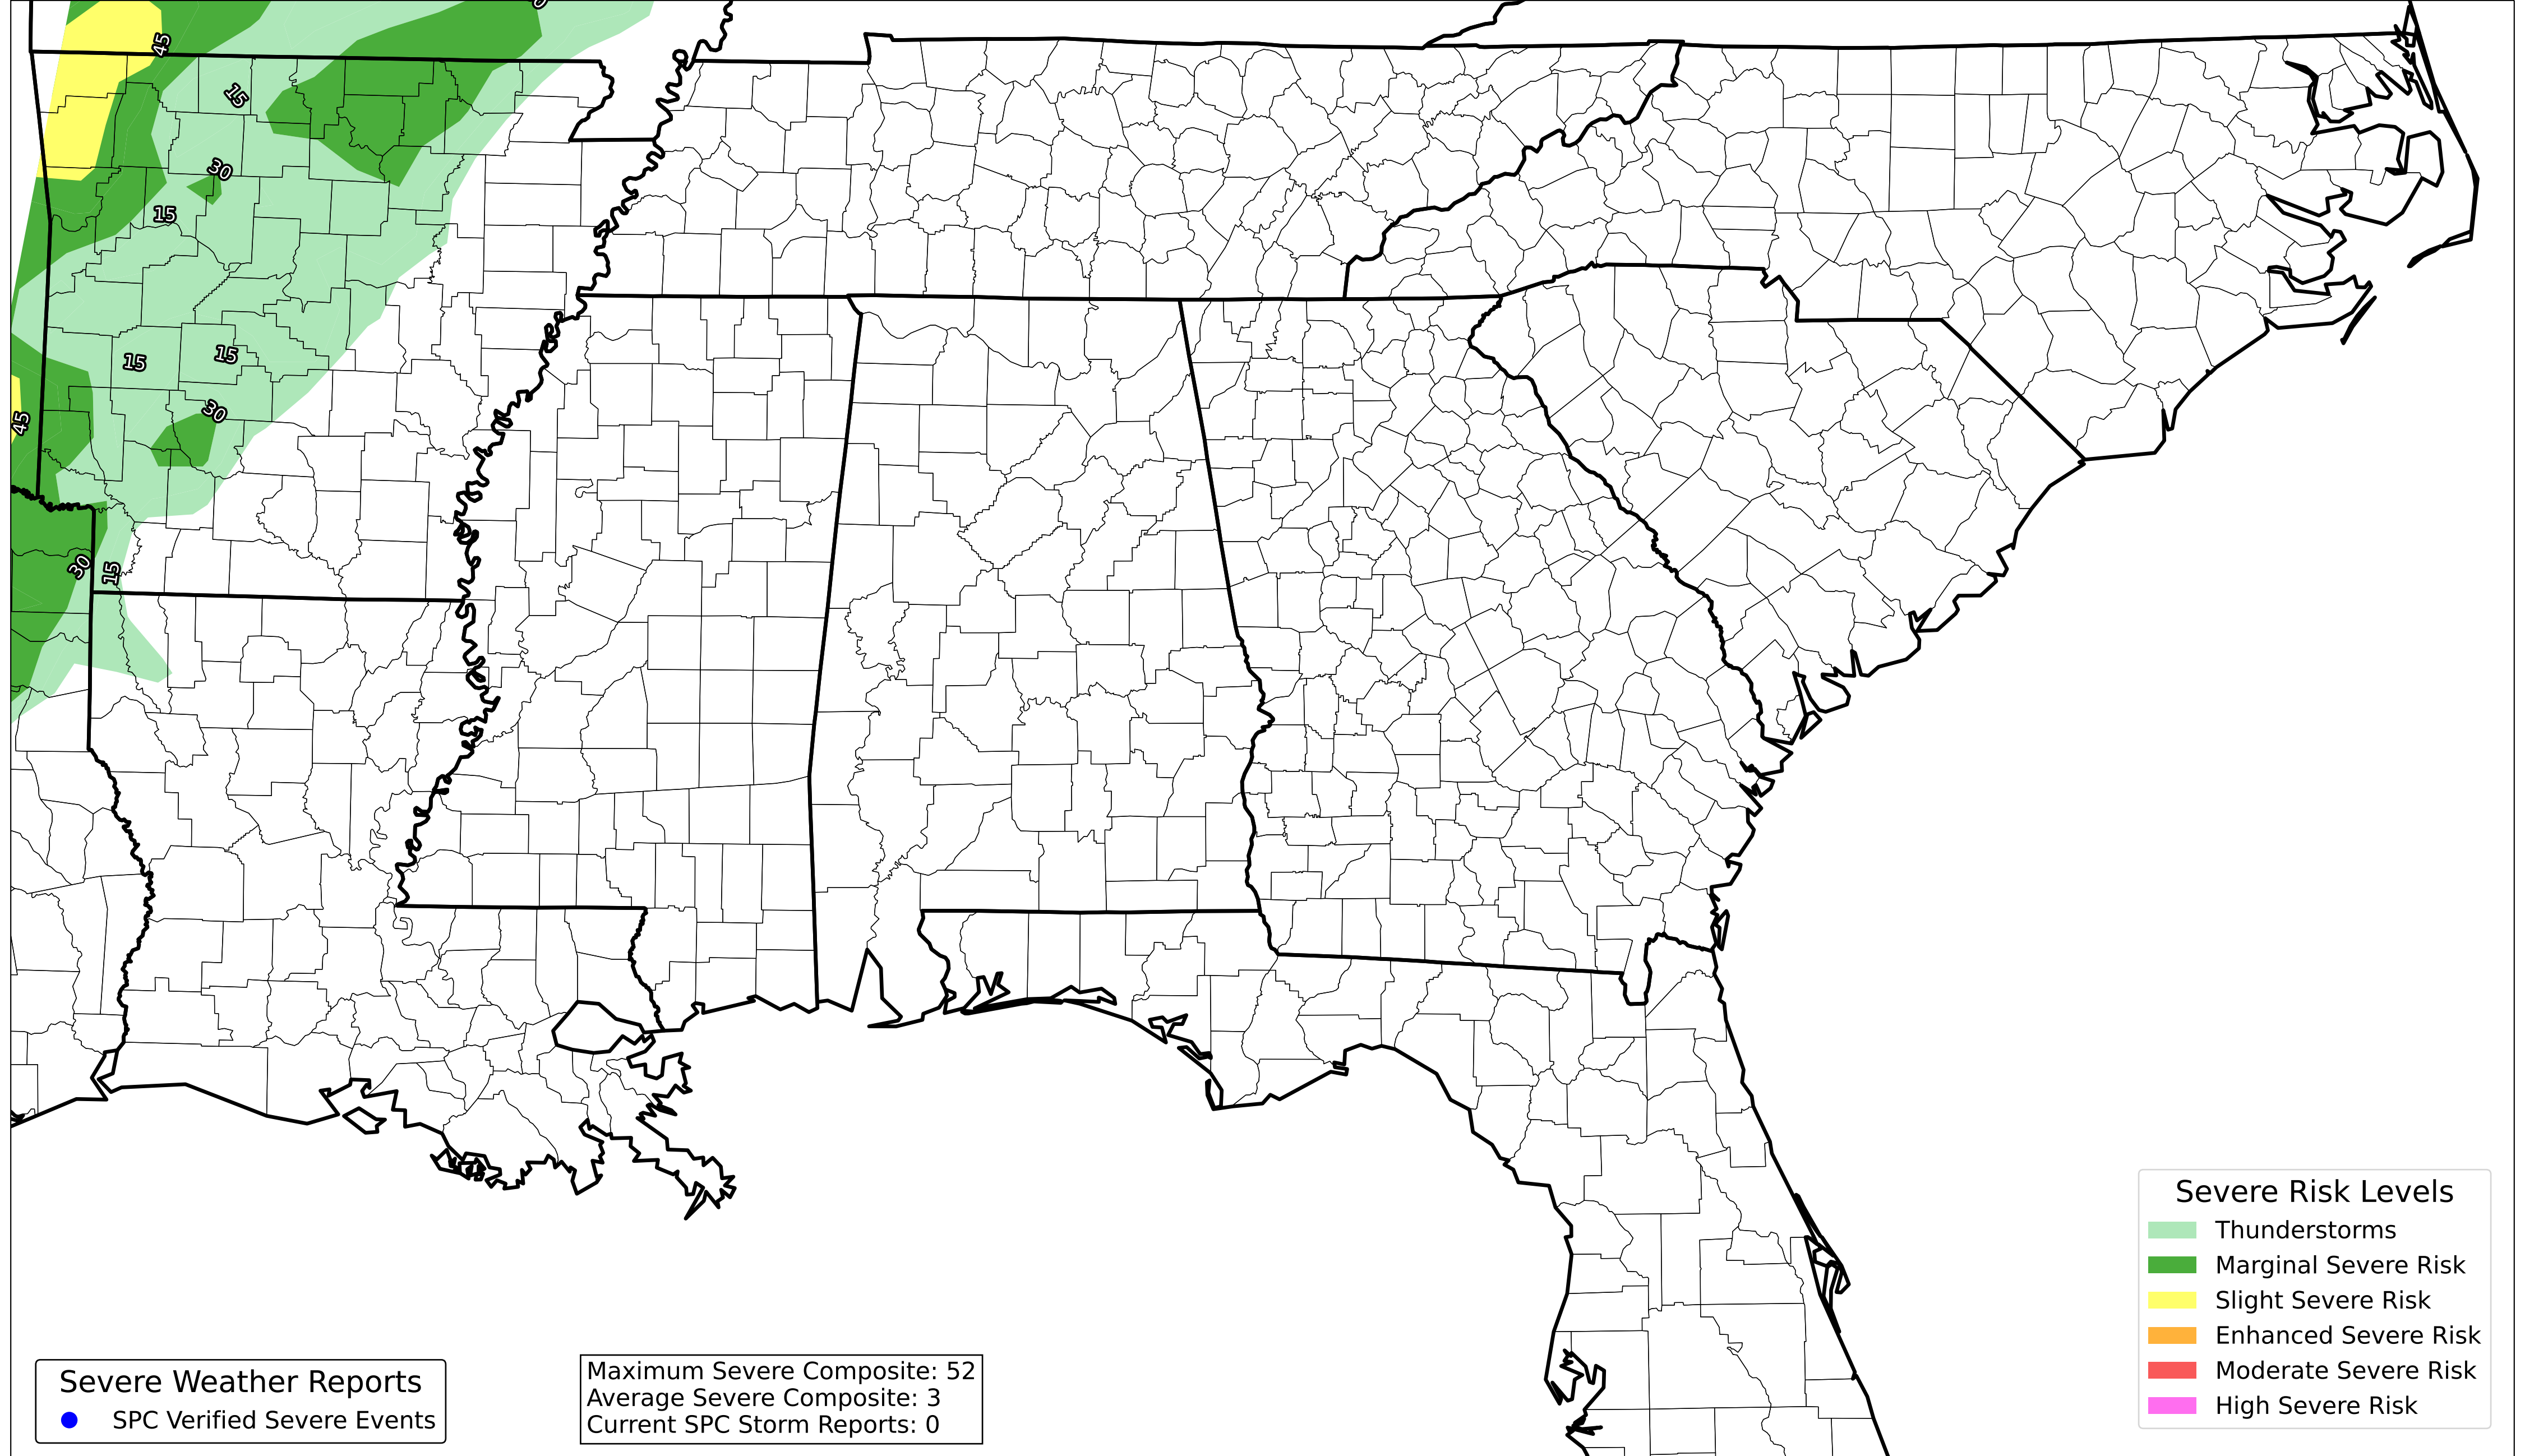 45
15
30
15
15
15
45
30
30
15
Severe Risk Levels
Thunderstorms
Marginal Severe Risk
Slight Severe Risk
Enhanced Severe Risk
Moderate Severe Risk
High Severe Risk
Severe Weather Reports
SPC Verified Severe Events
Maximum Severe Composite: 52
Average Severe Composite: 3
Current SPC Storm Reports: 0